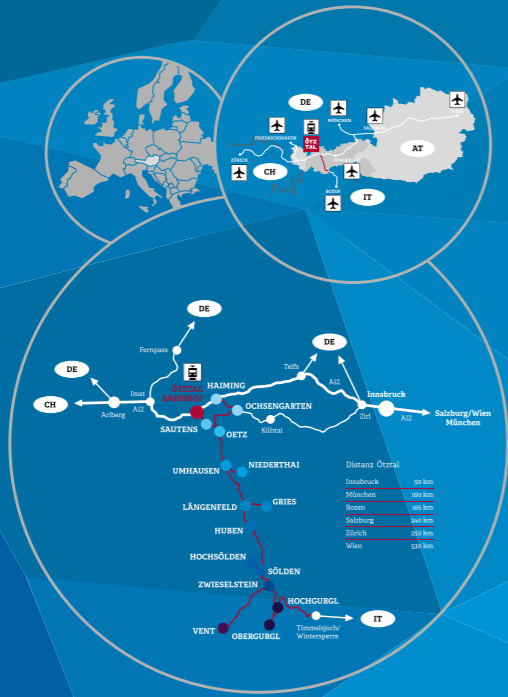 DE
MÜNCHEN
FRIEDRICHSHAFEN
ÖTZ
TAL
AT
ZÜRICH
CH
BOZEN
IT
DE
Fernpass
DE
DE
Telfs
ÖTZTAL
BAHNHOF
HAIMING
A12
Imst
Innsbruck
CH
Arlberg
A12
OCHSENGARTEN
Zirl
A12
Salzburg/Wien
München
SAUTENS
OETZ
Kühtai
UMHAUSEN
NIEDERTHAI
LÄNGENFELD
GRIES
HUBEN
HOCHSÖLDEN
SÖLDEN
ZWIESELSTEIN
HOCHGURGL
VENT
OBERGURGL
Timmelsjoch/
Wintersperre
IT
Distanz Ötztal
Innsbruck 50 km
München 160 km
Bozen 165 km
Salzburg 240 km
Zürich 250 km
Wien 530 km